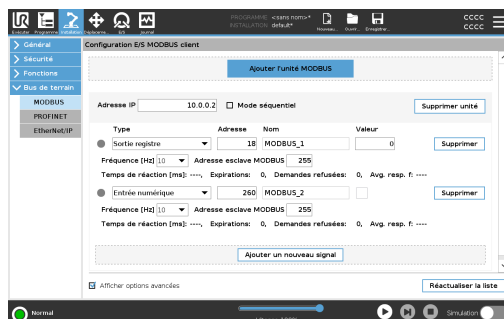 PROGRAMME <sans nom>*
INSTALLATION default*
CCCC
CCCC
Exécuter Programme Installation Déplaceme... E/S Journal Nouveau... Ouvrir... Enregistrer...
Général
Configuration E/S MODBUS client
Sécurité
Fonctions
Bus de terrain
MODBUS
PROFINET
EtherNet/IP
Ajouter l'unité MODBUS
Adresse IP 10.0.0.2 Mode séquentiel Supprimer unité
Type Adresse Nom Valeur
Sortie registre 18 MODBUS_1 0 Supprimer
Fréquence [Hz] 10 Adresse esclave MODBUS 255
Temps de réaction [ms]: ----, Expirations: 0, Demandes refusées: 0, Avg. resp. f: ----
Entrée numérique 260 MODBUS_2 Supprimer
Fréquence [Hz] 10 Adresse esclave MODBUS 255
Temps de réaction [ms]: ----, Expirations: 0, Demandes refusées: 0, Avg. resp. f: ----
Ajouter un nouveau signal
Afficher options avancées Réactualiser la liste
Normal
Simulation